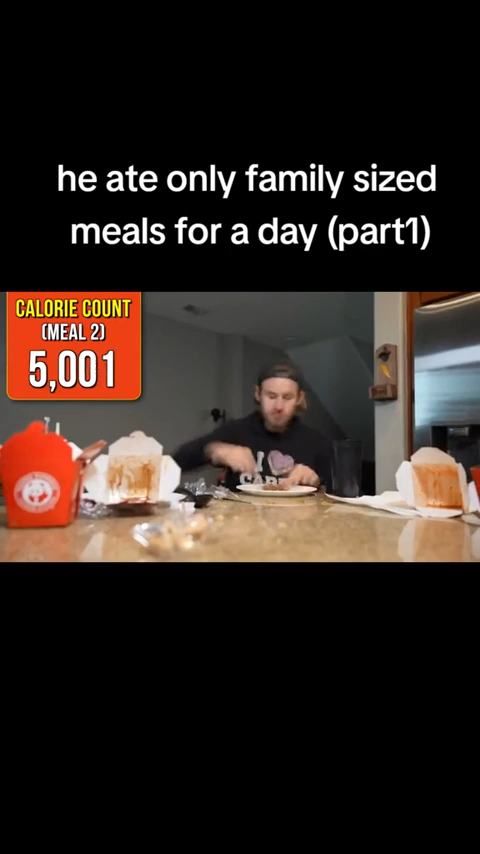 he ate only family sized
meals for a day (part1)
CALORIE COUNT
(MEAL 2)
5,001